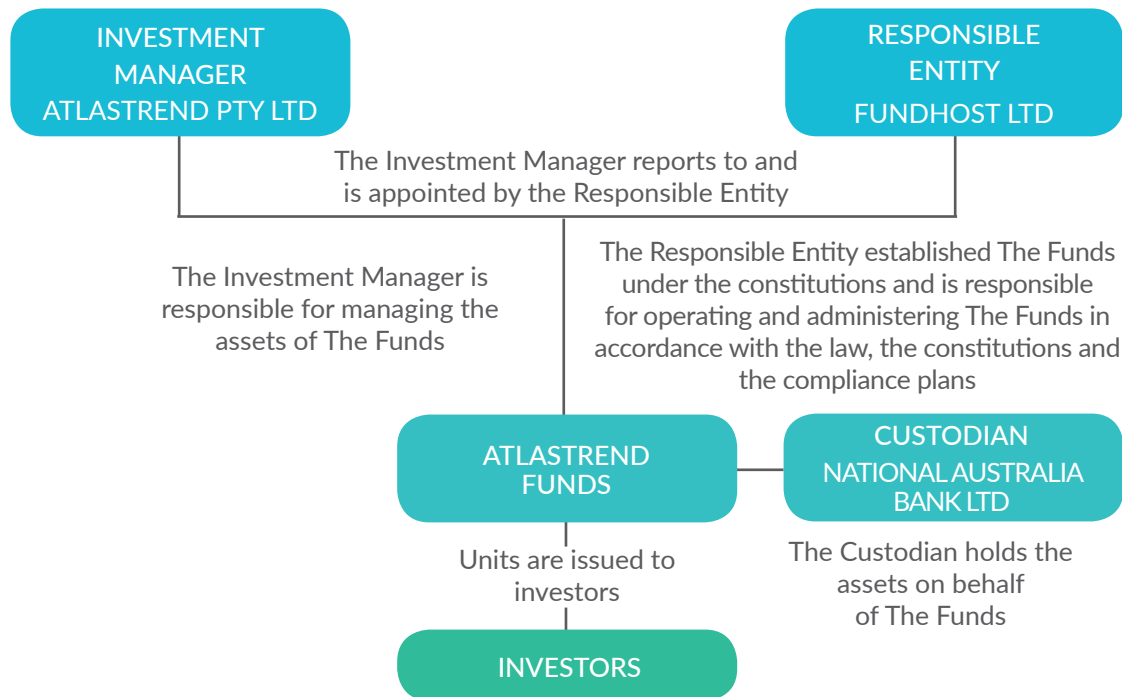 INVESTMENT
MANAGER
ATLASTREND PTY LTD
RESPONSIBLE
ENTITY
FUNDHOST LTD
The Investment Manager reports to and
is appointed by the Responsible Entity
The Investment Manager is
responsible for managing the
assets of The Funds
The Responsible Entity established The Funds
under the constitutions and is responsible
for operating and administering The Funds in
accordance with the law, the constitutions and
the compliance plans
ATLASTREND
FUNDS
CUSTODIAN
NATIONAL AUSTRALIA
BANK LTD
Units are issued to
investors
The Custodian holds the
assets on behalf
of The Funds
INVESTORS